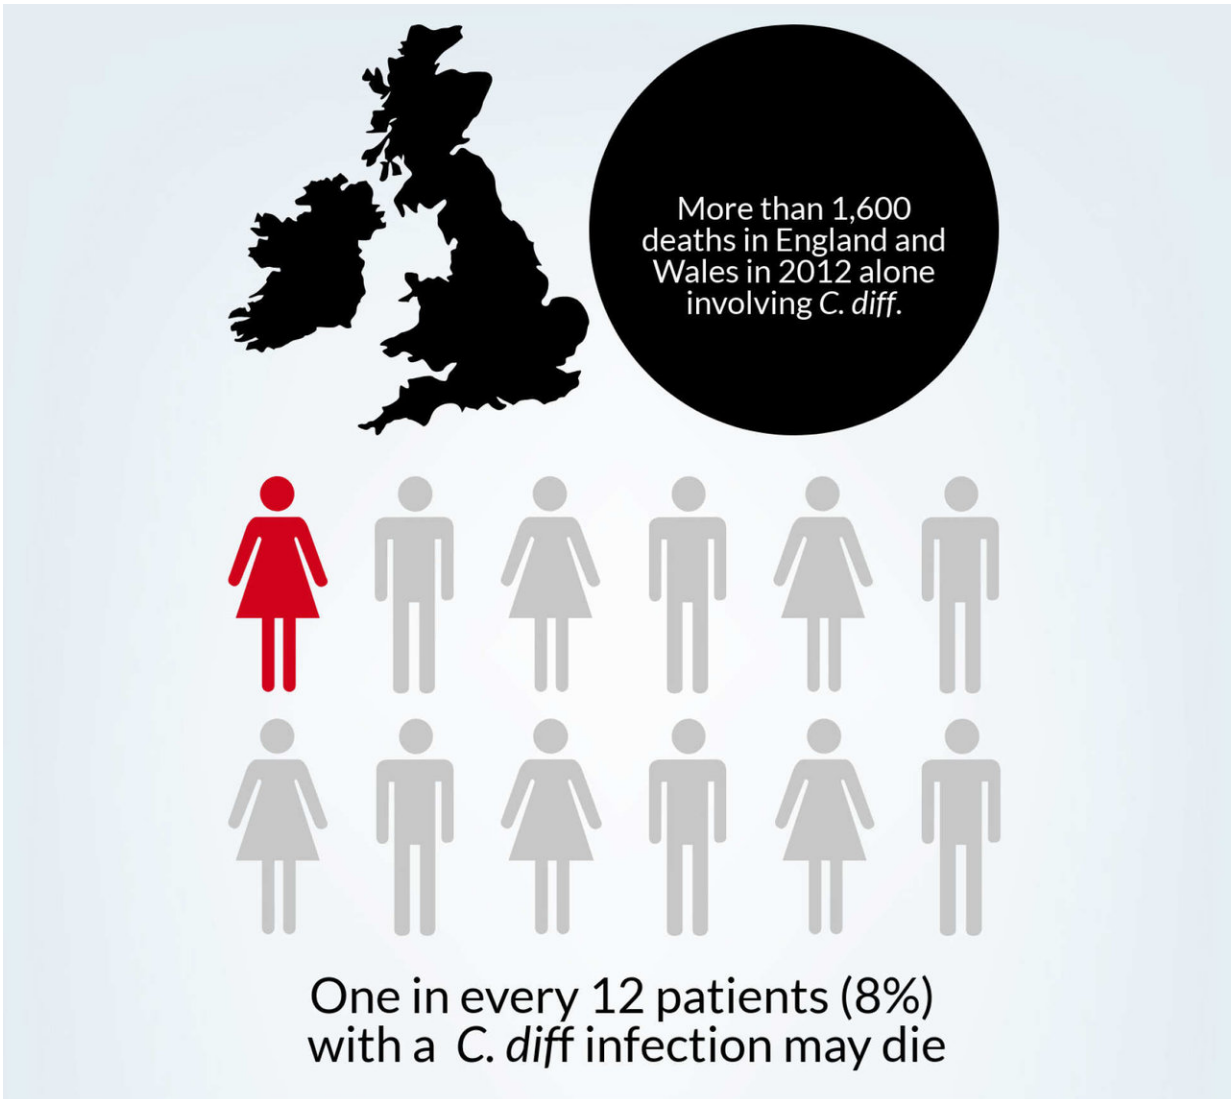 More than 1,600
deaths in England and
Wales in 2012 alone
involving C. diff.
One in every 12 patients (8%)
with a C. diff infection may die